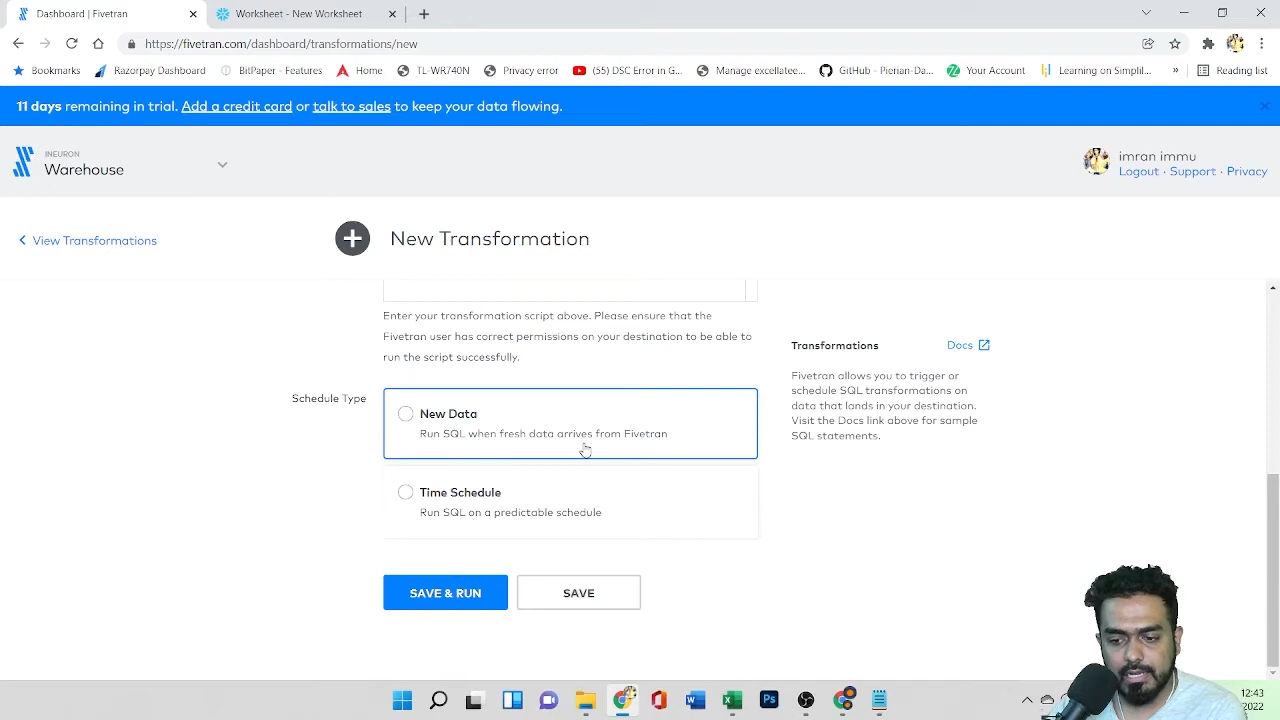 Dashboard | Fivetran
Worksheet - New Worksheet
https://fivetran.com/dashboard/transformations/new
Bookmarks
Razorpay Dashboard
BitPaper - Features
Home
TL-WR740N
Privacy error
(55) DSC Error in G...
Manage excellatee...
GitHub - Pierian-Da...
Your Account
Learning on Simplil...
»
Reading list
11 days remaining in trial. Add a credit card or talk to sales to keep your data flowing.
INEURON
Warehouse
imran immu
Logout · Support · Privacy
View Transformations
New Transformation
Enter your transformation script above. Please ensure that the
Fivetran user has correct permissions on your destination to be able to
run the script successfully.
Transformations
Docs
Fivetran allows you to trigger or
schedule SQL transformations on
data that lands in your destination.
Visit the Docs link above for sample
SQL statements.
Schedule Type
New Data
Run SQL when fresh data arrives from Fivetran
Time Schedule
Run SQL on a predictable schedule
SAVE & RUN
SAVE
12:43
2022